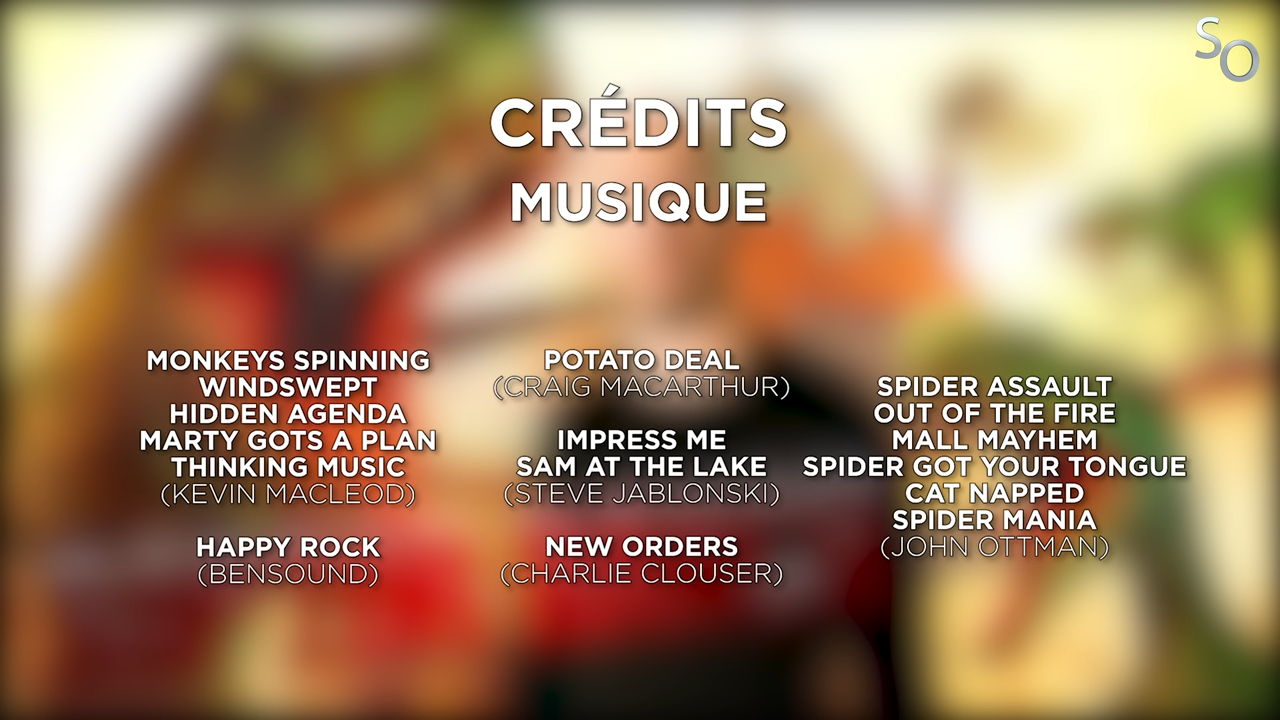 SO
CRÉDITS
MUSIQUE
MONKEYS SPINNING
WINDSWEPT
HIDDEN AGENDA
MARTY GOTS A PLAN
THINKING MUSIC
(KEVIN MACLEOD)
HAPPY ROCK
(BENSOUND)
POTATO DEAL
(CRAIG MACARTHUR)
IMPRESS ME
SAM AT THE LAKE
(STEVE JABLONSKI)
NEW ORDERS
(CHARLIE CLOUSER)
SPIDER ASSAULT
OUT OF THE FIRE
MALL MAYHEM
SPIDER GOT YOUR TONGUE
CAT NAPPED
SPIDER MANIA
(JOHN OTTMAN)